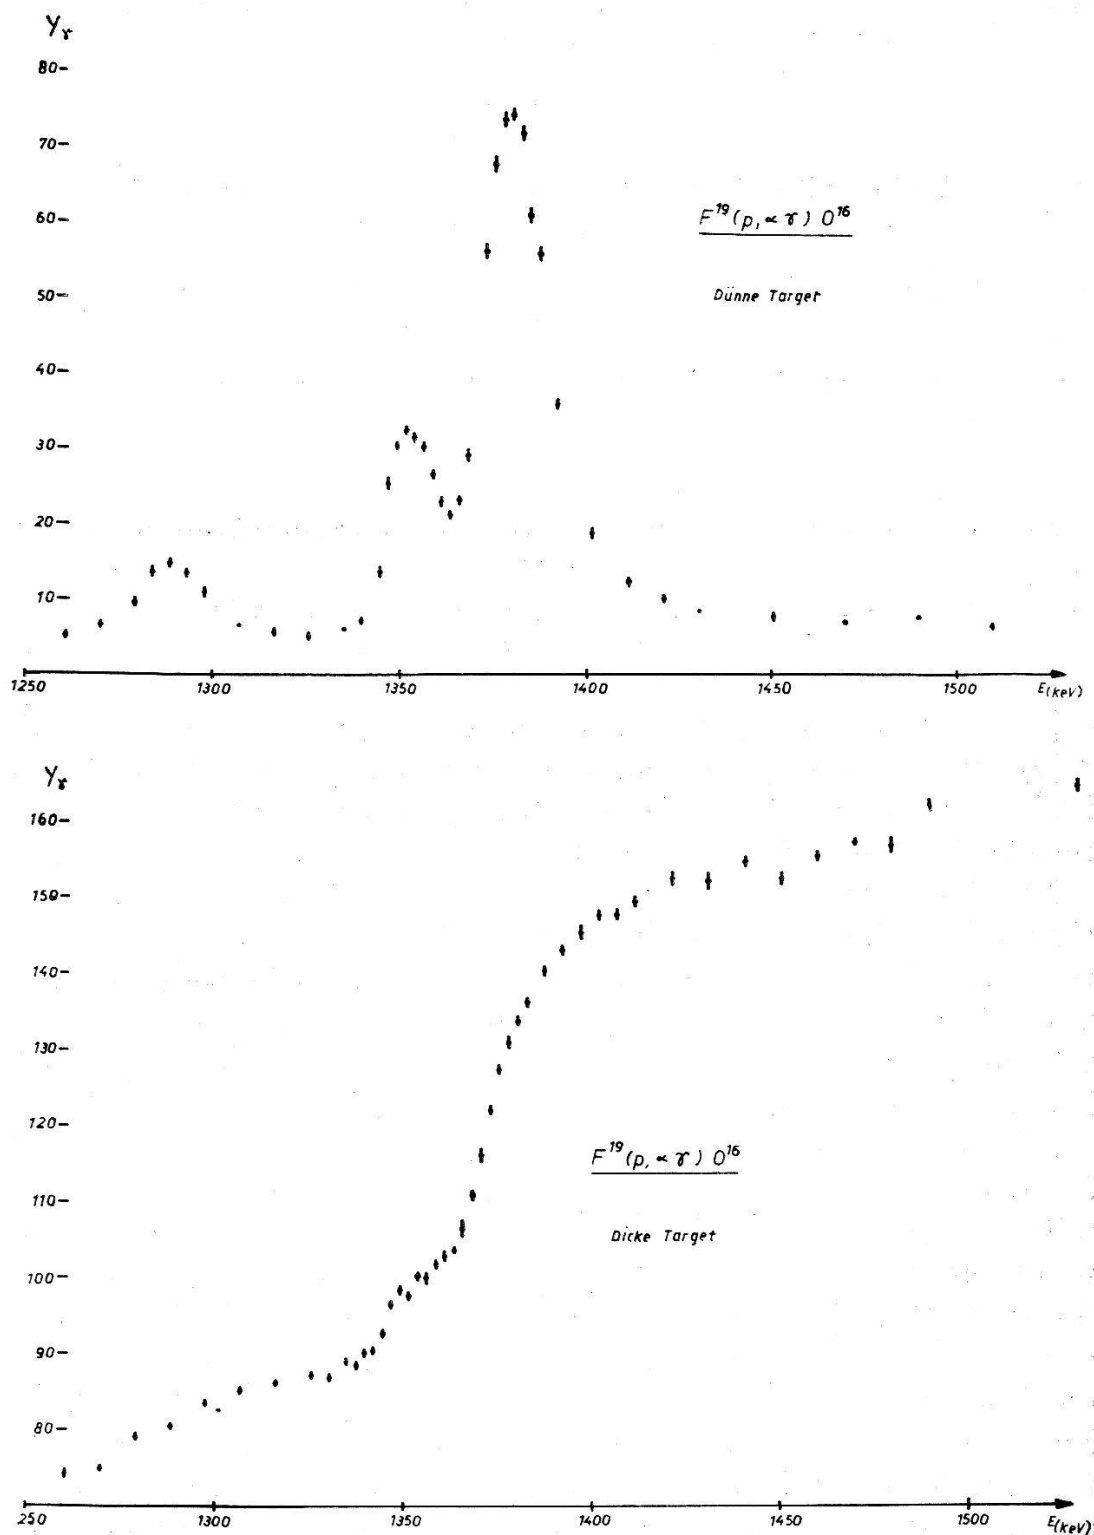 Yγ
80
70
60
F¹⁹(p, αγ) O¹⁶
50
Dünne Target
40
30
20
10
1250 1300 1350 1400 1450 1500 E(keV)
Yγ
160
150
140
130
120
F¹⁹(p, αγ) O¹⁶
110
Dicke Target
100
90
80
250 1300 1350 1400 1450 1500 E(keV)